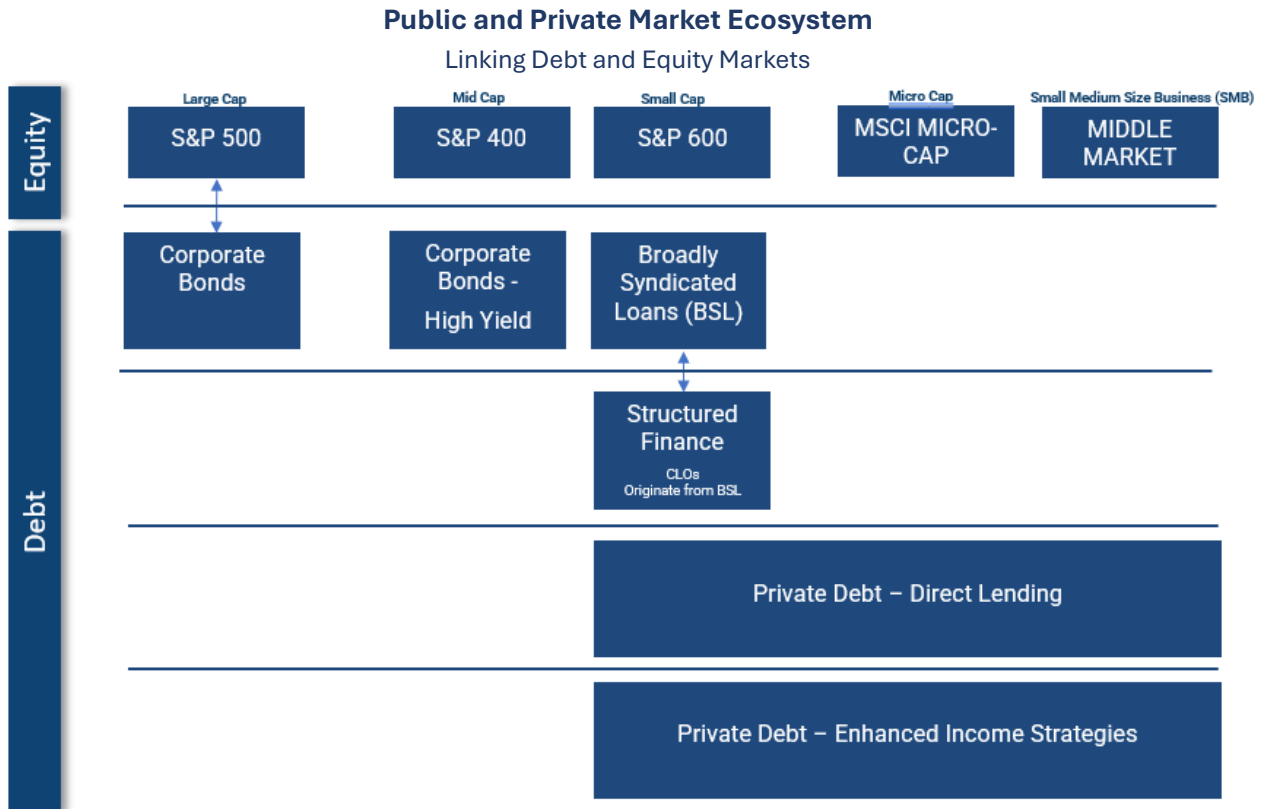 Public and Private Market Ecosystem
Linking Debt and Equity Markets
Equity
Large Cap
S&P 500
Mid Cap
S&P 400
Small Cap
S&P 600
Micro Cap
MSCI MICRO-
CAP
Small Medium Size Business (SMB)
MIDDLE
MARKET
Debt
Corporate
Bonds
Corporate
Bonds -
High Yield
Broadly
Syndicated
Loans (BSL)
Structured
Finance
CLOs
Originate from BSL
Private Debt – Direct Lending
Private Debt – Enhanced Income Strategies